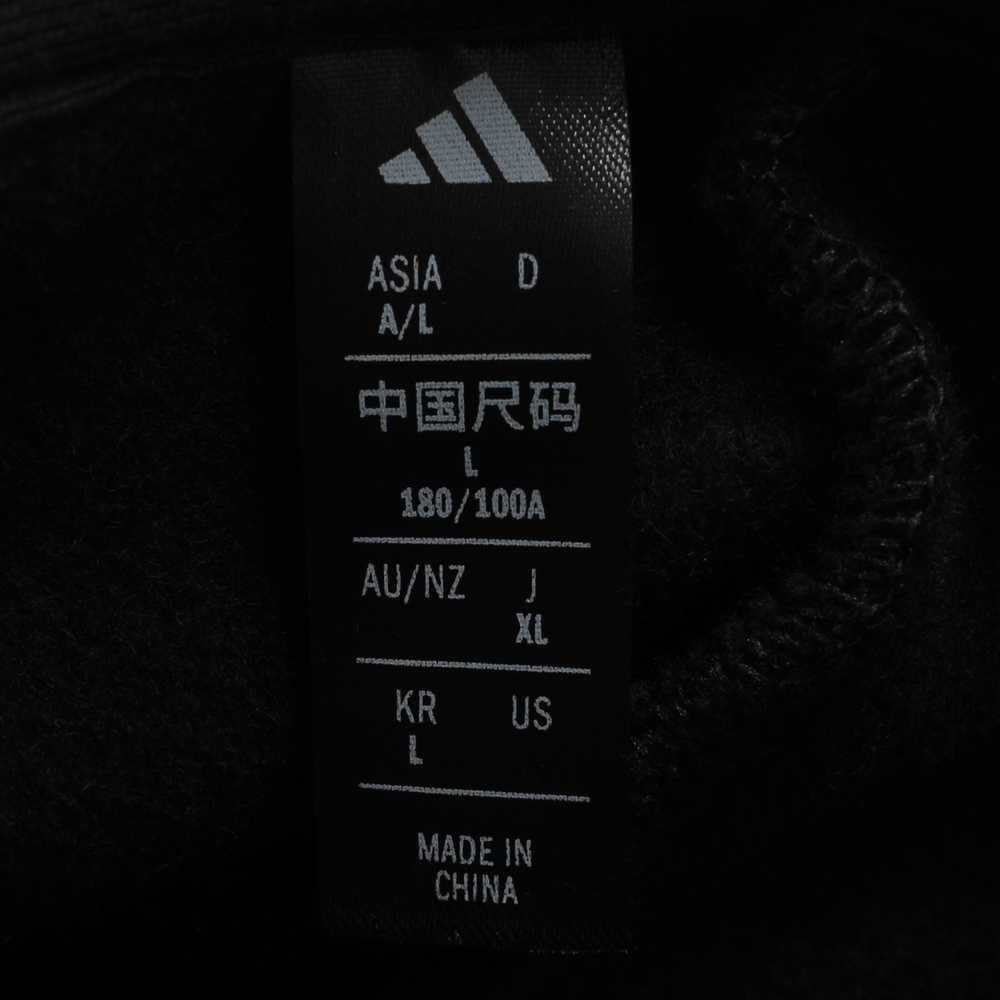 ASIA D
A/L
中国尺码
L
180/100A
AU/NZ J
XL
KR US
L
MADE IN
CHINA